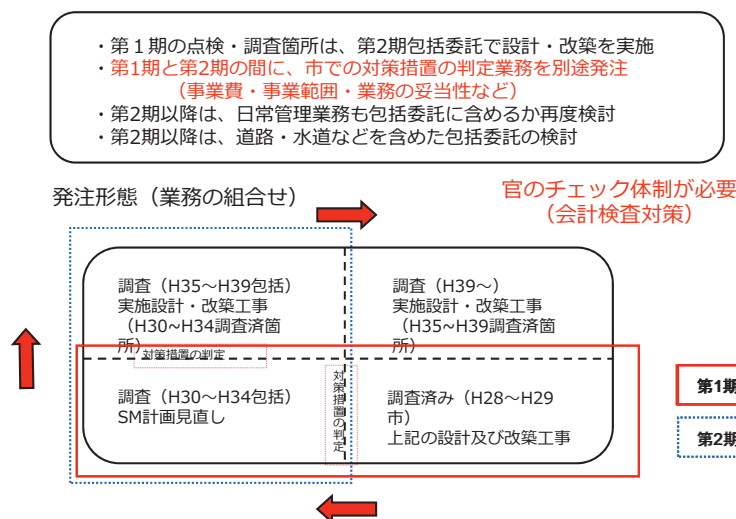 ・第１期の点検・調査箇所は、第2期包括委託で設計・改築を実施
・第1期と第2期の間に、市での対策措置の判定業務を別途発注
（事業費・事業範囲・業務の妥当性など）
・第2期以降は、日常管理業務も包括委託に含めるか再度検討
・第2期以降は、道路・水道などを含めた包括委託の検討
発注形態（業務の組合せ）
官のチェック体制が必要
（会計検査対策）
調査（H35～H39包括）
実施設計・改築工事
（H30~H34調査済箇
所）
調査（H39～）
実施設計・改築工事
（H35～H39調査済箇
所）
対策措置の判定
調査（H30～H34包括）
SM計画見直し
対策措置の判定
調査済み（H28～H29
市）
上記の設計及び改築工事
第1期
第2期